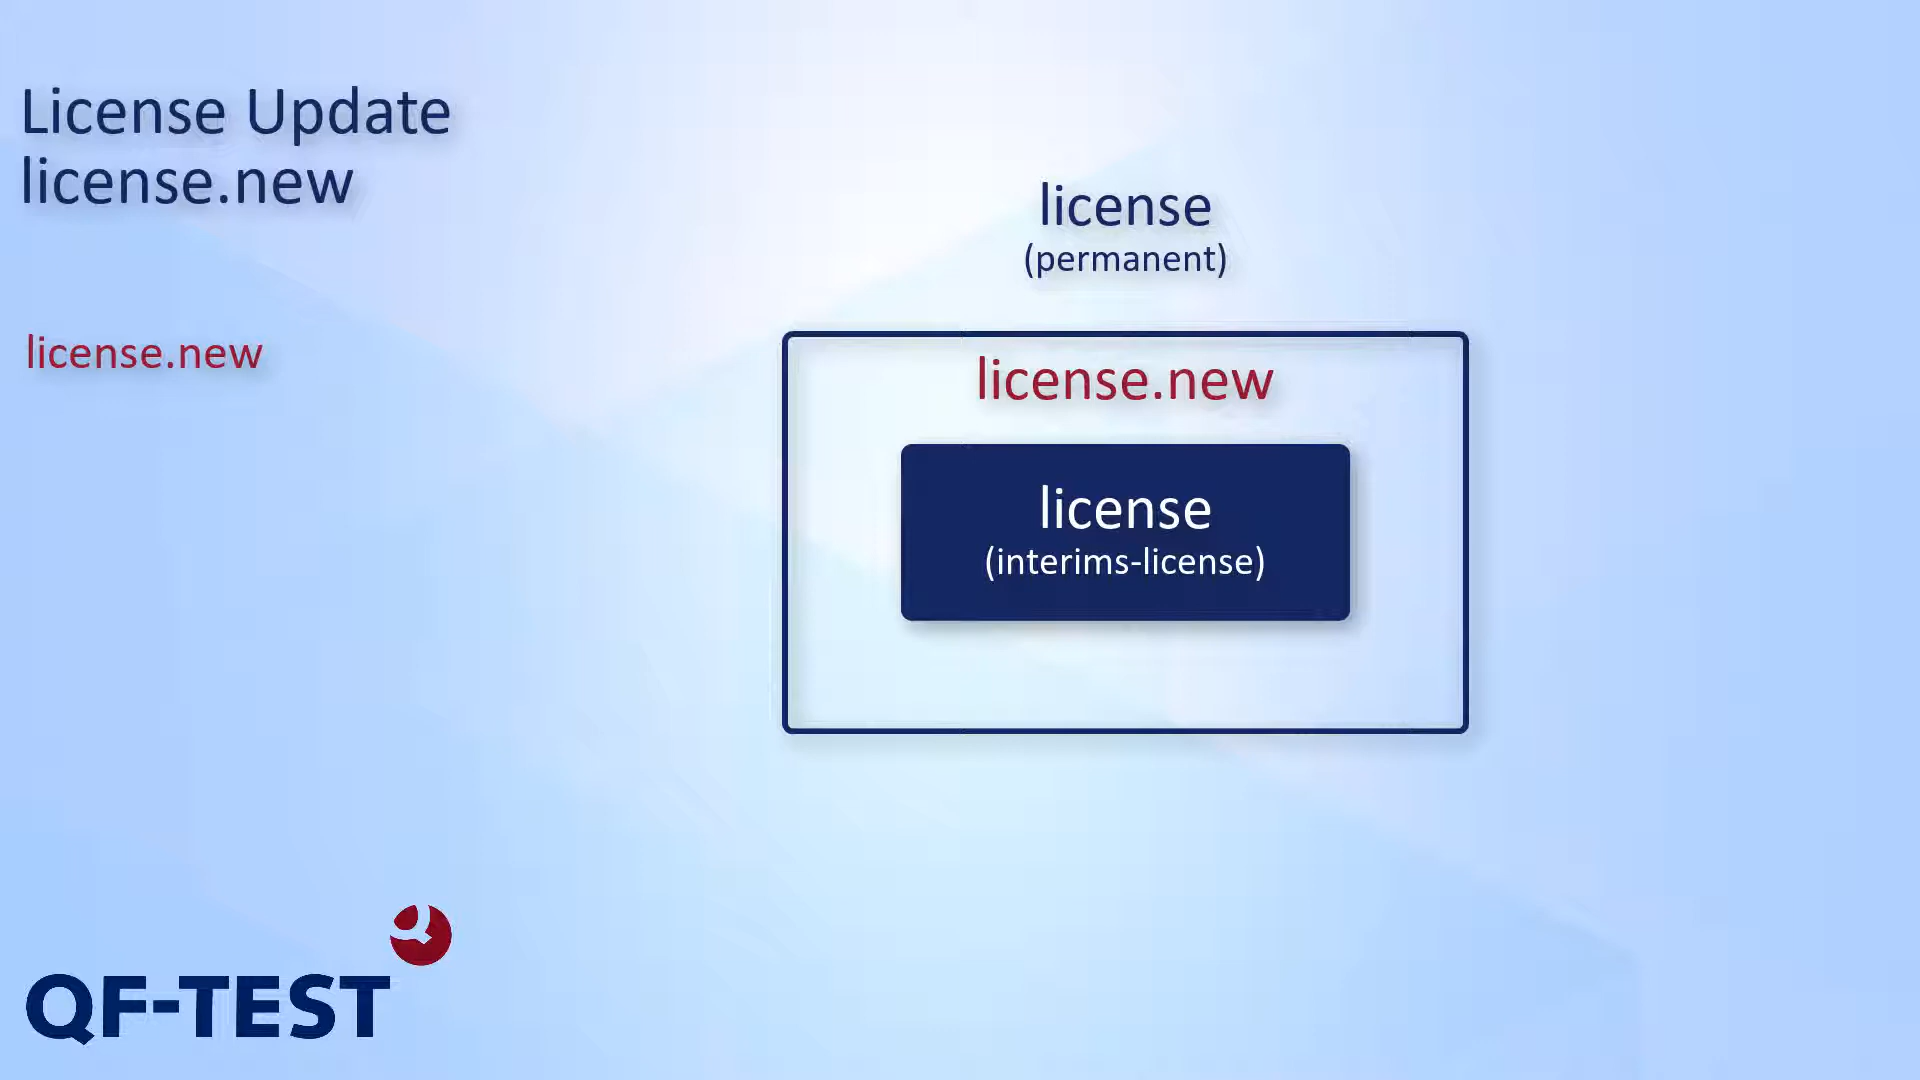 License Update
license.new
license.new
license
(permanent)
license.new
license
(interims-license)
QF-TEST